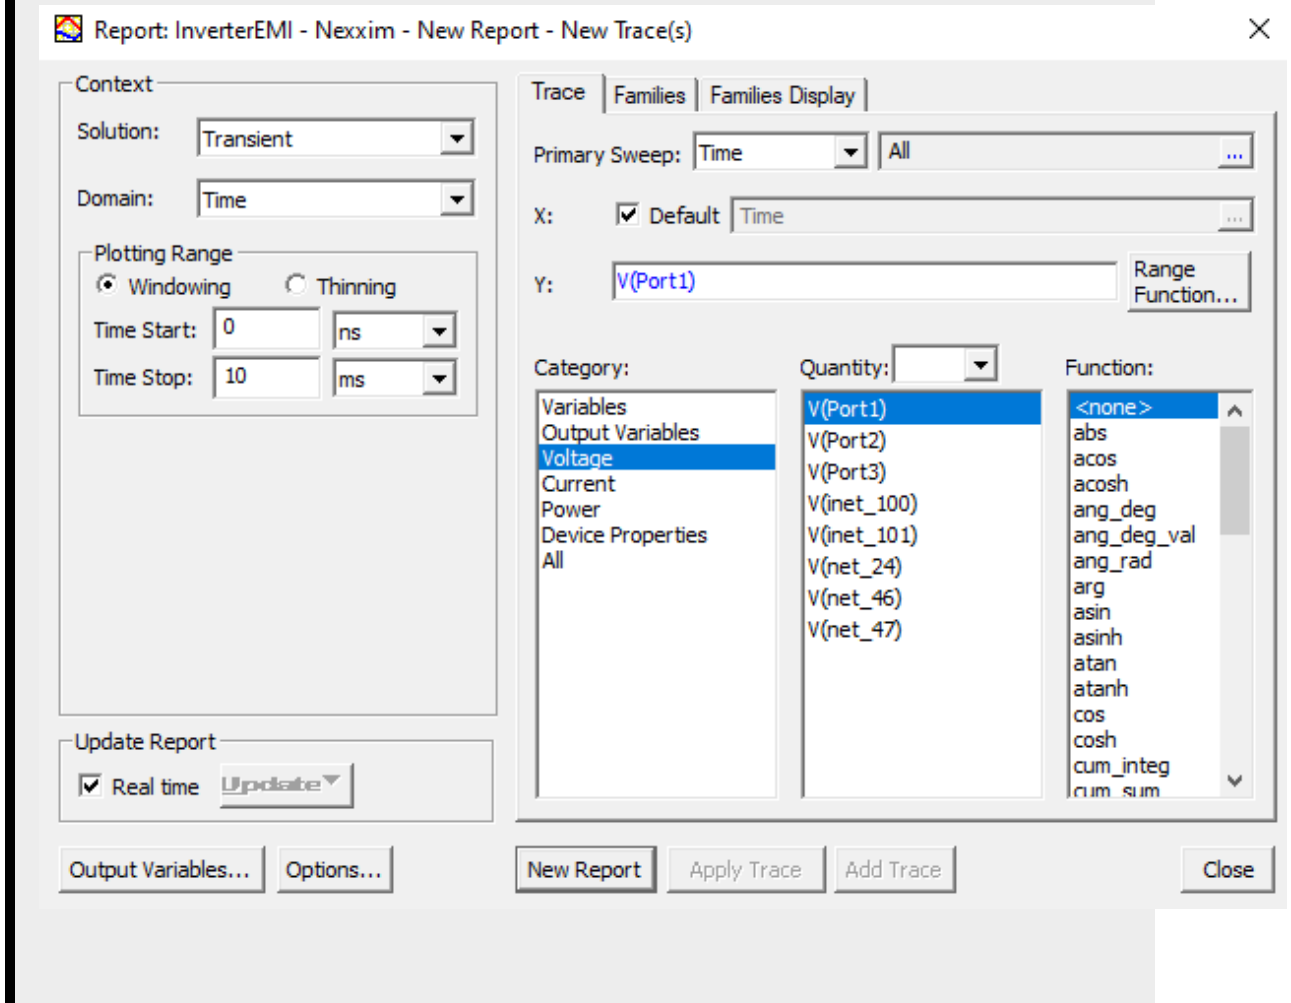 Report: InverterEMI - Nexxim - New Report - New Trace(s)
Context
Solution: Transient
Domain: Time
Plotting Range
Windowing Thinning
Time Start: 0 ns
Time Stop: 10 ms
Update Report
Real time Update
Output Variables... Options...
Trace Families Families Display
Primary Sweep: Time All ...
X: Default Time ...
Y: V(Port1) Range
Function...
Category:
Variables
Output Variables
Voltage
Current
Power
Device Properties
All
Quantity:
V(Port1)
V(Port2)
V(Port3)
V(inet_100)
V(inet_101)
V(net_24)
V(net_46)
V(net_47)
Function:
<none>
abs
acos
acosh
ang_deg
ang_deg_val
ang_rad
arg
asin
asinh
atan
atanh
cos
cosh
cum_integ
cum_sum
New Report Apply Trace Add Trace Close